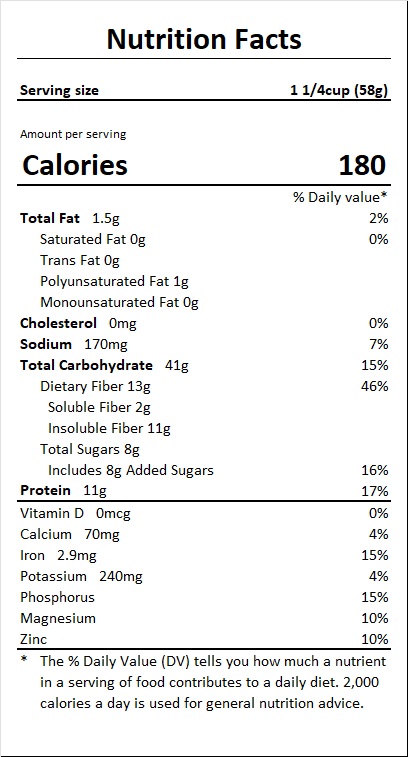 Nutrition Facts
Serving size 1 1/4cup (58g)
Amount per serving
Calories 180
% Daily value*
Total Fat 1.5g 2%
Saturated Fat 0g 0%
Trans Fat 0g
Polyunsaturated Fat 1g
Monounsaturated Fat 0g
Cholesterol 0mg 0%
Sodium 170mg 7%
Total Carbohydrate 41g 15%
Dietary Fiber 13g 46%
Soluble Fiber 2g
Insoluble Fiber 11g
Total Sugars 8g
Includes 8g Added Sugars 16%
Protein 11g 17%
Vitamin D 0mcg 0%
Calcium 70mg 4%
Iron 2.9mg 15%
Potassium 240mg 4%
Phosphorus 15%
Magnesium 10%
Zinc 10%
* The % Daily Value (DV) tells you how much a nutrient
in a serving of food contributes to a daily diet. 2,000
calories a day is used for general nutrition advice.